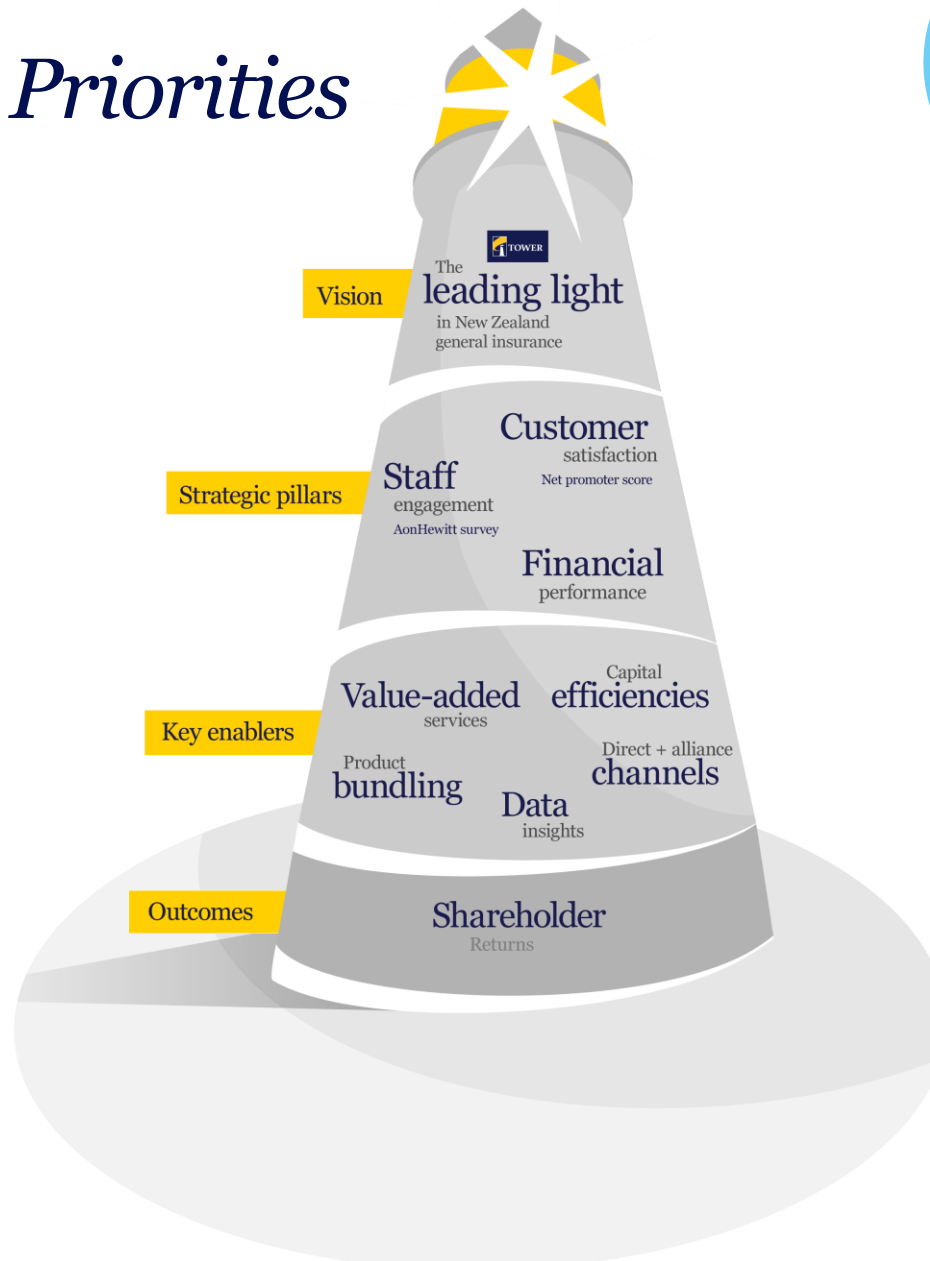 Priorities
TOWER
Vision
The
leading light
in New Zealand
general insurance
Strategic pillars
Customer
satisfaction
Net promoter score
Staff
engagement
AonHewitt survey
Financial
performance
Key enablers
Value-added
services
Capital
efficiencies
Product
bundling
Direct + alliance
channels
Data
insights
Outcomes
Shareholder
Returns